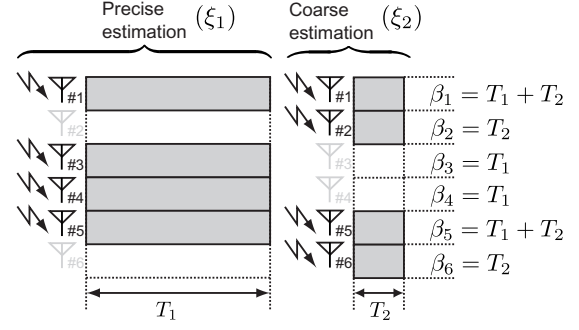 Precise estimation (ξ₁)
Coarse estimation (ξ₂)
#1 #1 β₁ = T₁ + T₂
#2 #2 β₂ = T₂
#3 #3 β₃ = T₁
#4 #4 β₄ = T₁
#5 #5 β₅ = T₁ + T₂
#6 #6 β₆ = T₂
T₁ T₂